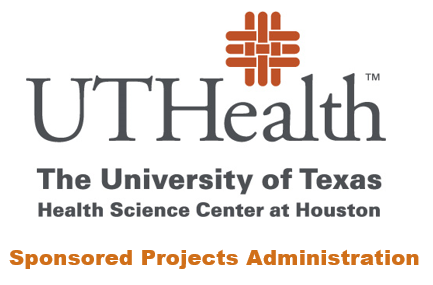 UTHealth™
The University of Texas
Health Science Center at Houston
Sponsored Projects Administration